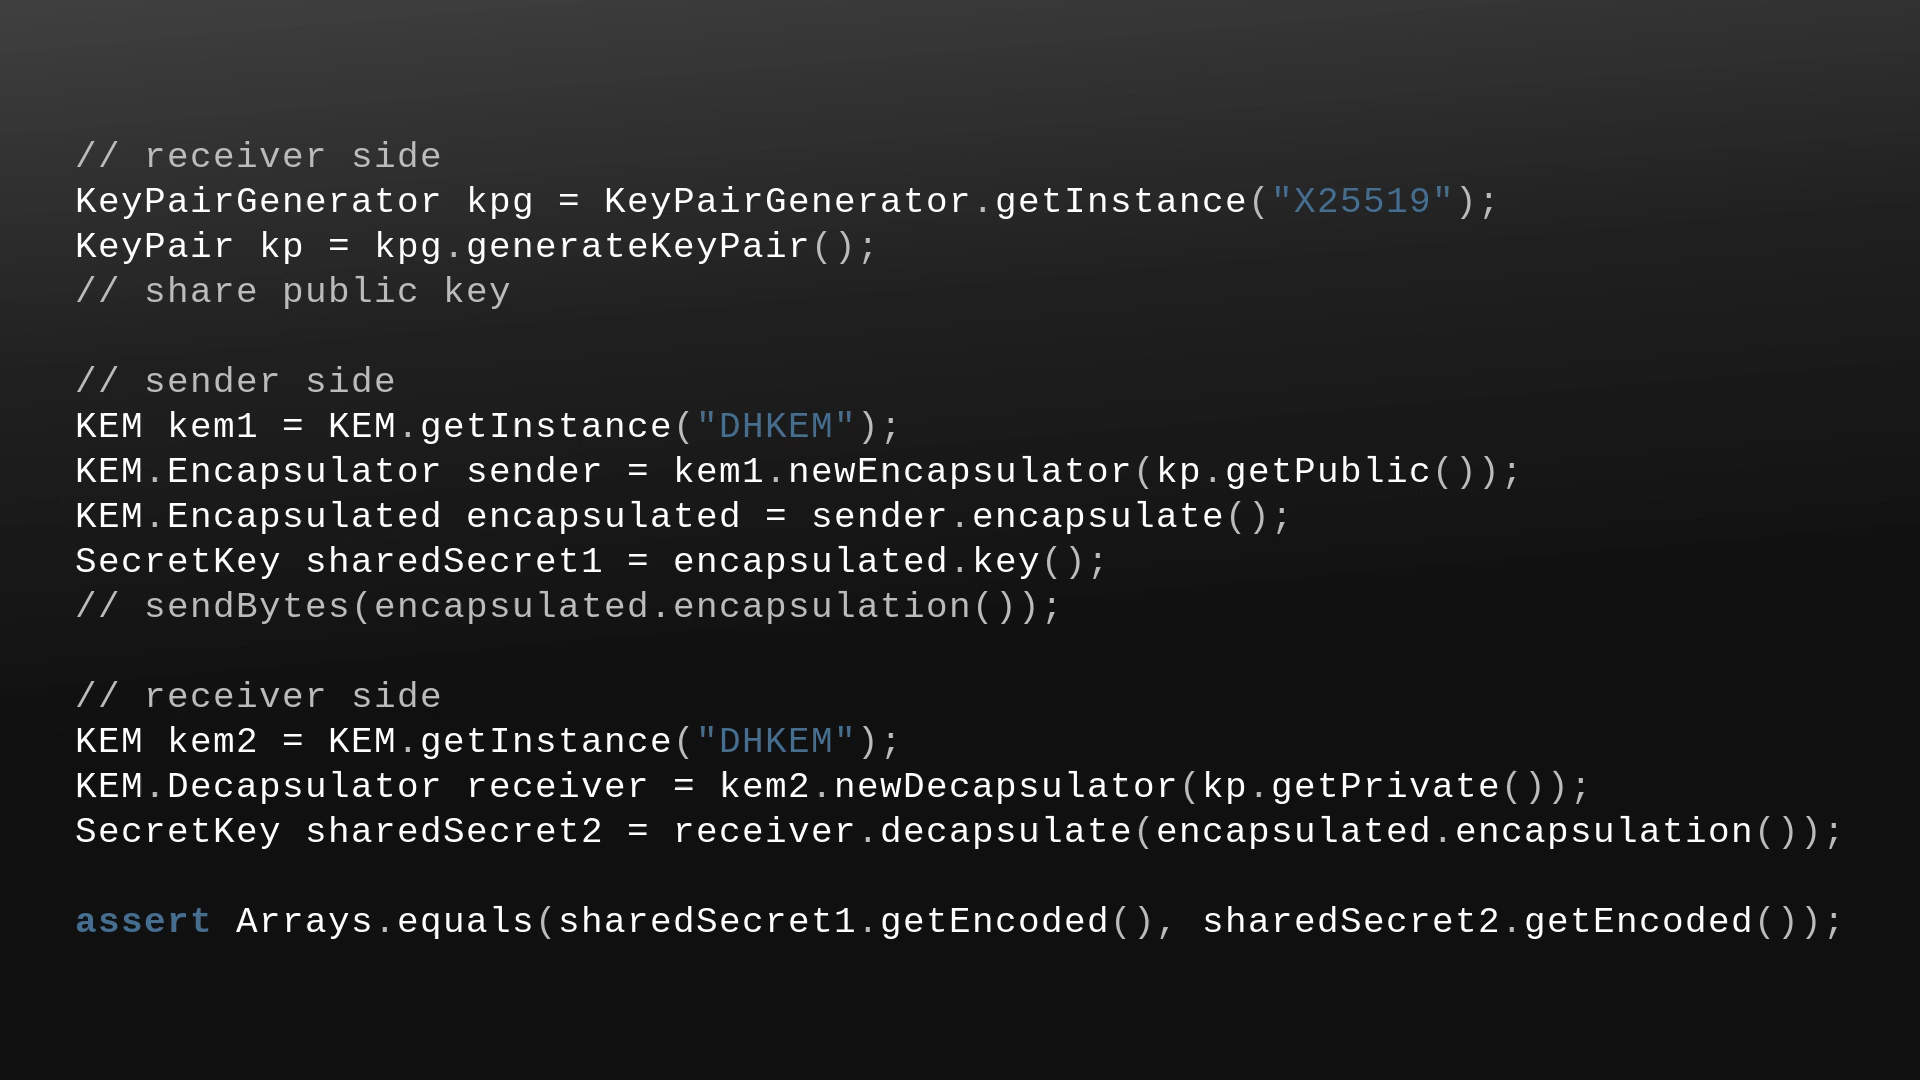 // receiver side
KeyPairGenerator kpg = KeyPairGenerator.getInstance("X25519");
KeyPair kp = kpg.generateKeyPair();
// share public key
// sender side
KEM kem1 = KEM.getInstance("DHKEM");
KEM.Encapsulator sender = kem1.newEncapsulator(kp.getPublic());
KEM.Encapsulated encapsulated = sender.encapsulate();
SecretKey sharedSecret1 = encapsulated.key();
// sendBytes(encapsulated.encapsulation());
// receiver side
KEM kem2 = KEM.getInstance("DHKEM");
KEM.Decapsulator receiver = kem2.newDecapsulator(kp.getPrivate());
SecretKey sharedSecret2 = receiver.decapsulate(encapsulated.encapsulation());
assert Arrays.equals(sharedSecret1.getEncoded(), sharedSecret2.getEncoded());